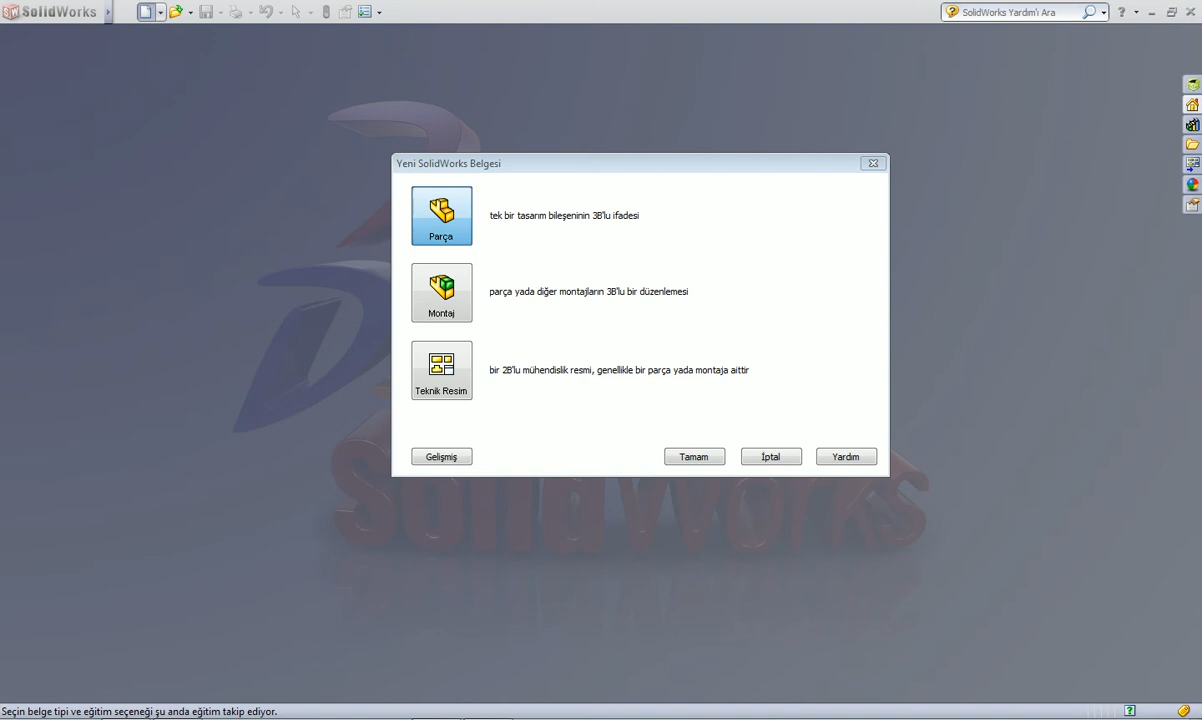 SolidWorks
SolidWorks Yardım'ı Ara
Yeni SolidWorks Belgesi
Parça
tek bir tasarım bileşeninin 3B'lu ifadesi
Montaj
parça yada diğer montajların 3B'lu bir düzenlemesi
Teknik Resim
bir 2B'lu mühendislik resmi, genellikle bir parça yada montaja aittir
Gelişmiş
Tamam
İptal
Yardım
SolidWorks
Seçin belge tipi ve eğitim seçeneği şu anda eğitim takip ediyor.